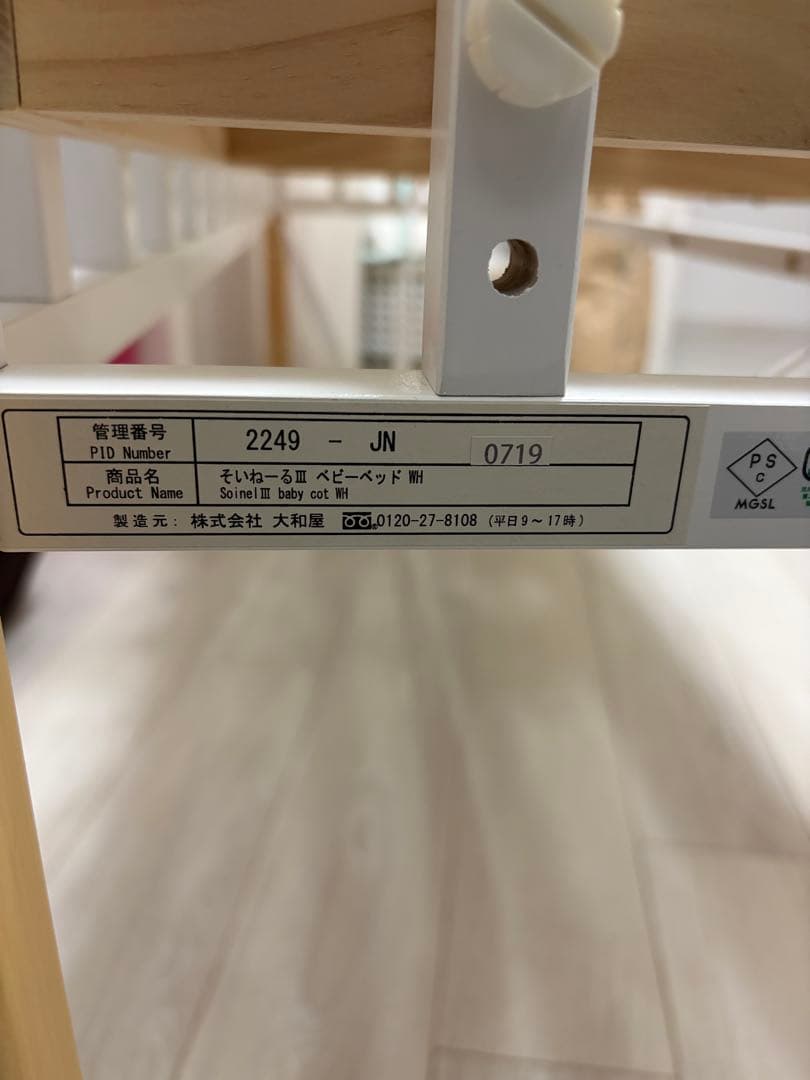 管理番号
PID Number
2249 - JN
0719
商品名
Product Name
そいねーるⅢ ベビーベッド WH
SoinelⅢ baby cot WH
製造元: 株式会社 大和屋 0120-27-8108 (平日9~17時)
PS
C
MGSL